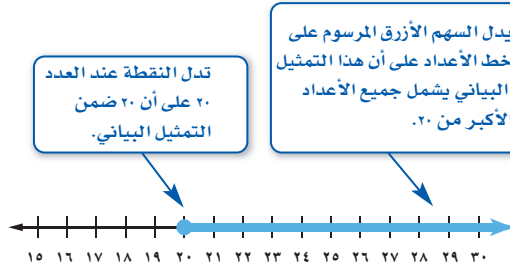 يدل السهم الأزرق المرسوم على
خط الأعداد على أن هذا التمثيل
البياني يشمل جميع الأعداد
الأكبر من ٢٠.
تدل النقطة عند العدد
٢٠ على أن ٢٠ ضمن
التمثيل البياني.
١٥ ١٦ ١٧ ١٨ ١٩ ٢٠ ٢١ ٢٢ ٢٣ ٢٤ ٢٥ ٢٦ ٢٧ ٢٨ ٢٩ ٣٠